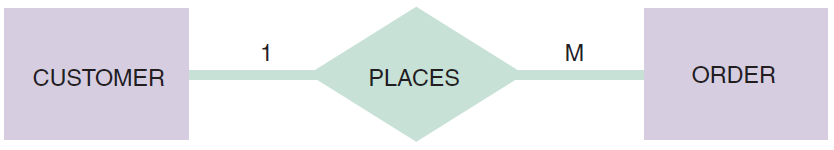 CUSTOMER
1
PLACES
M
ORDER